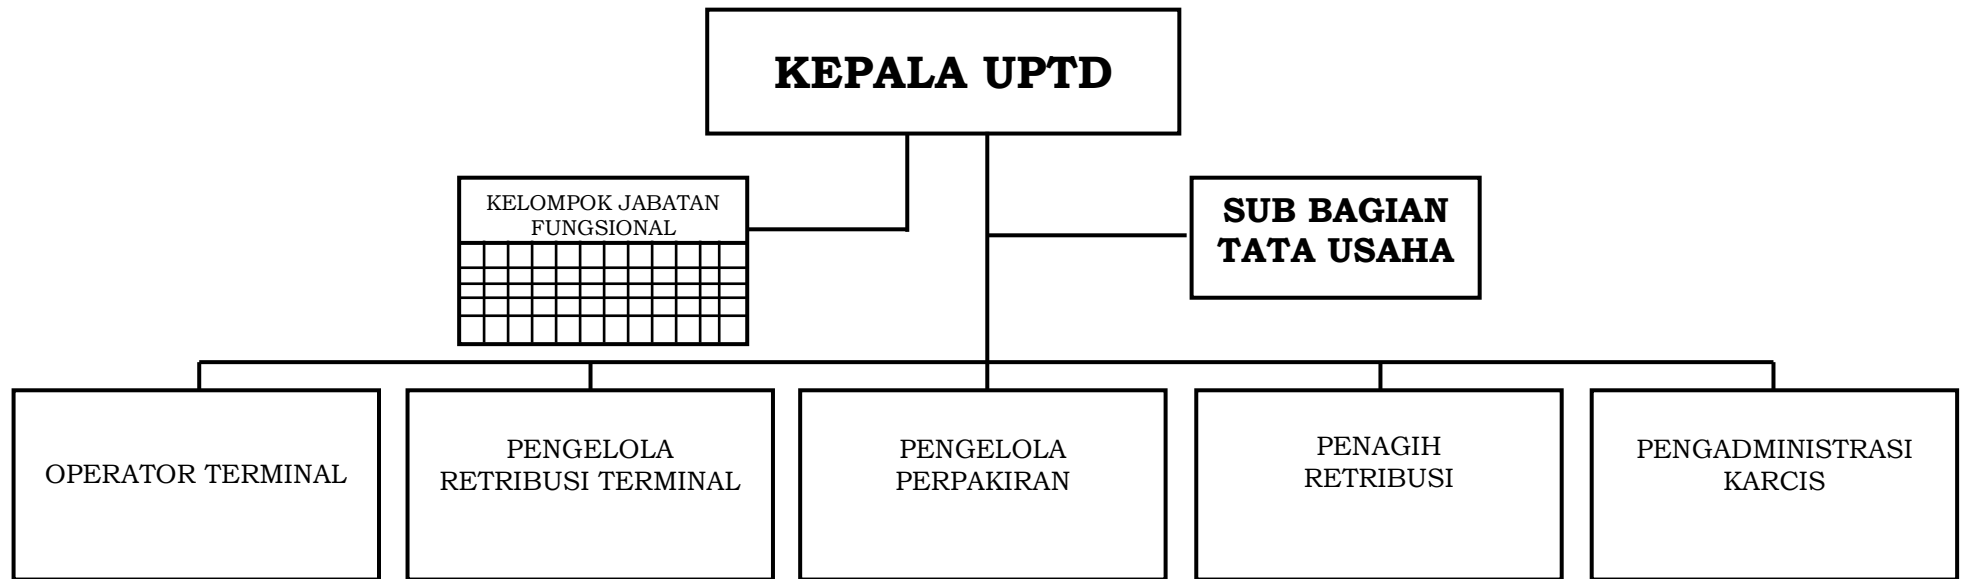 KEPALA UPTD
KELOMPOK JABATAN
FUNGSIONAL
SUB BAGIAN
TATA USAHA
OPERATOR TERMINAL
PENGELOLA
RETRIBUSI TERMINAL
PENGELOLA
PERPAKIRAN
PENAGIH
RETRIBUSI
PENGADMINISTRASI
KARCIS